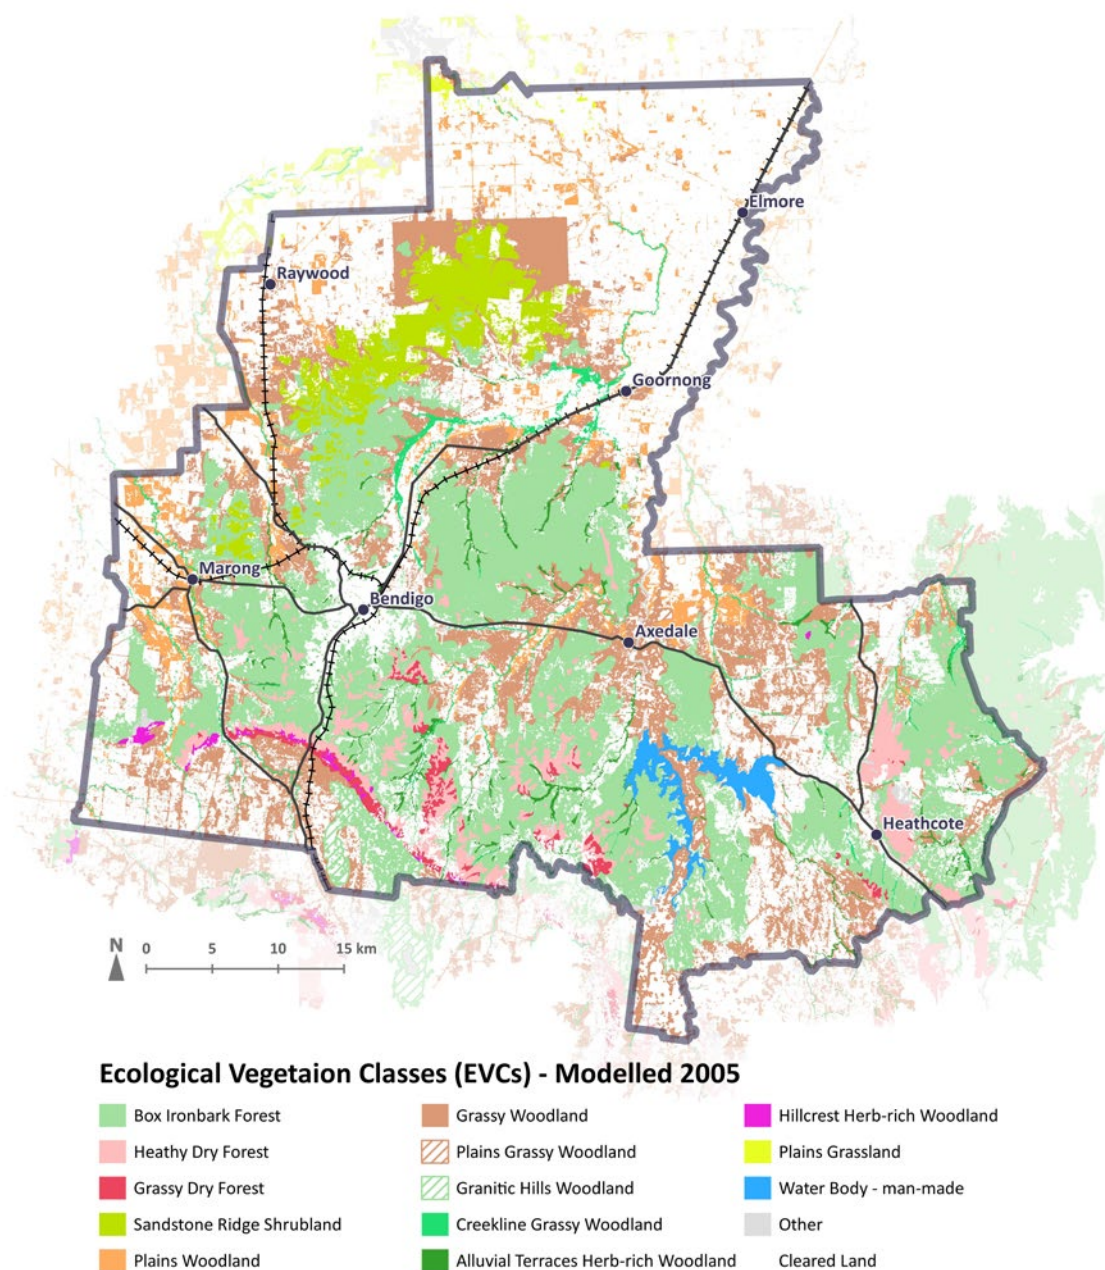 Elmore
Raywood
Goornong
Marong
Bendigo
Axedale
Heathcote
N 0 5 10 15 km
Ecological Vegetaion Classes (EVCs) - Modelled 2005
Box Ironbark Forest
Heathy Dry Forest
Grassy Dry Forest
Sandstone Ridge Shrubland
Plains Woodland
Grassy Woodland
Plains Grassy Woodland
Granitic Hills Woodland
Creekline Grassy Woodland
Alluvial Terraces Herb-rich Woodland
Hillcrest Herb-rich Woodland
Plains Grassland
Water Body - man-made
Other
Cleared Land